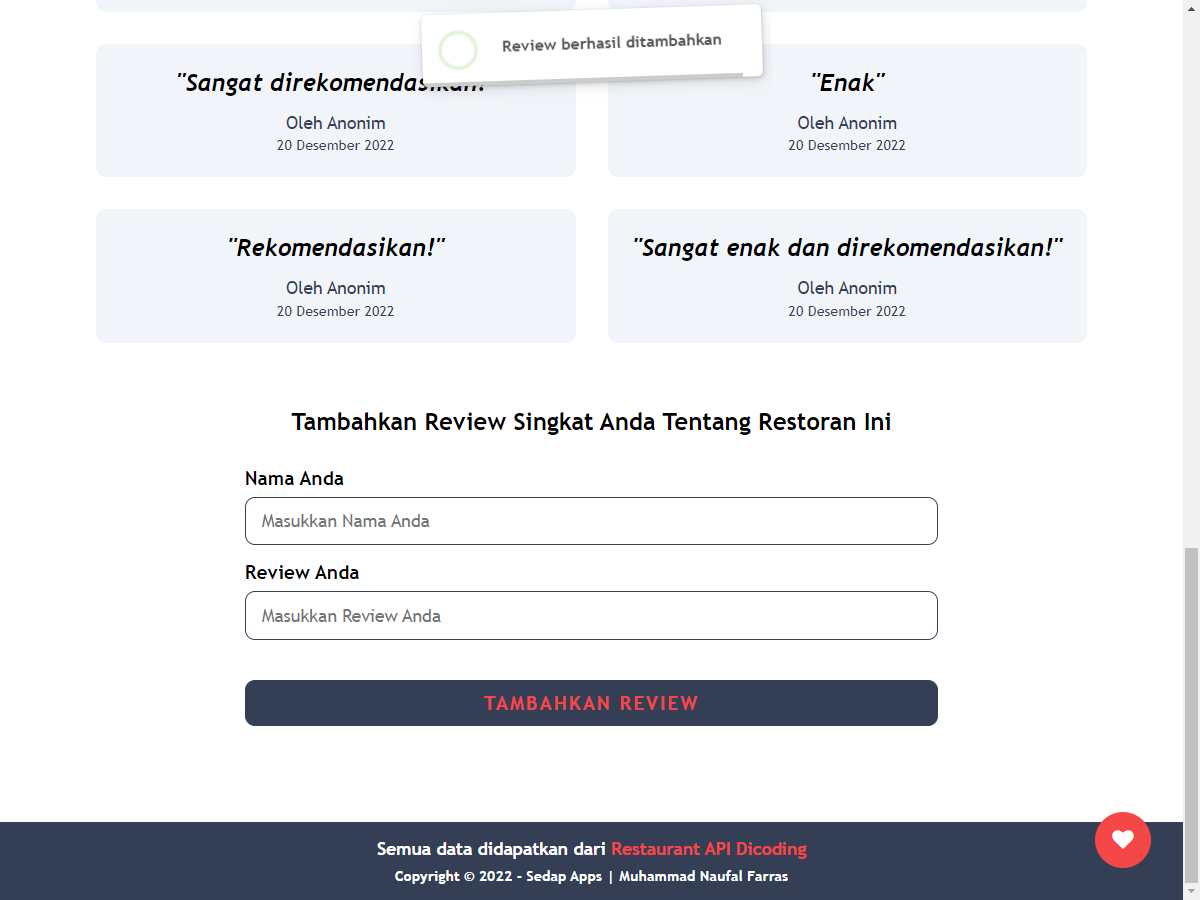 Review berhasil ditambahkan
"Sangat direkomendasikan!"
Oleh Anonim
20 Desember 2022
"Enak"
Oleh Anonim
20 Desember 2022
"Rekomendasikan!"
Oleh Anonim
20 Desember 2022
"Sangat enak dan direkomendasikan!"
Oleh Anonim
20 Desember 2022
Tambahkan Review Singkat Anda Tentang Restoran Ini
Nama Anda
Masukkan Nama Anda
Review Anda
Masukkan Review Anda
TAMBAHKAN REVIEW
Semua data didapatkan dari Restaurant API Dicoding
Copyright © 2022 - Sedap Apps | Muhammad Naufal Farras